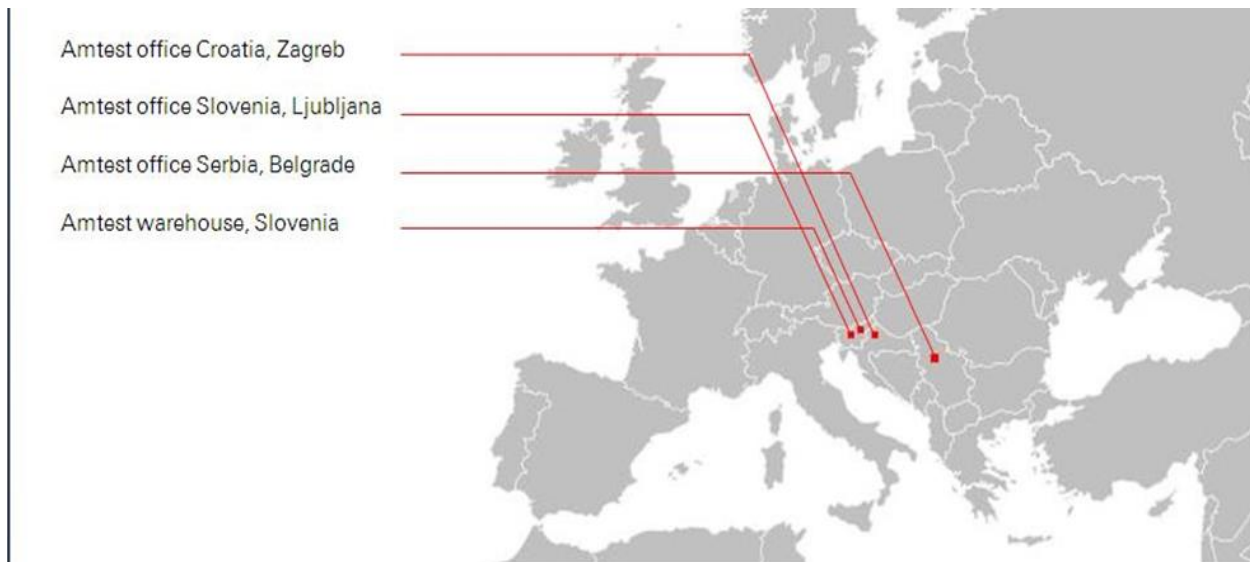 Amtest office Croatia, Zagreb
Amtest office Slovenia, Ljubljana
Amtest office Serbia, Belgrade
Amtest warehouse, Slovenia